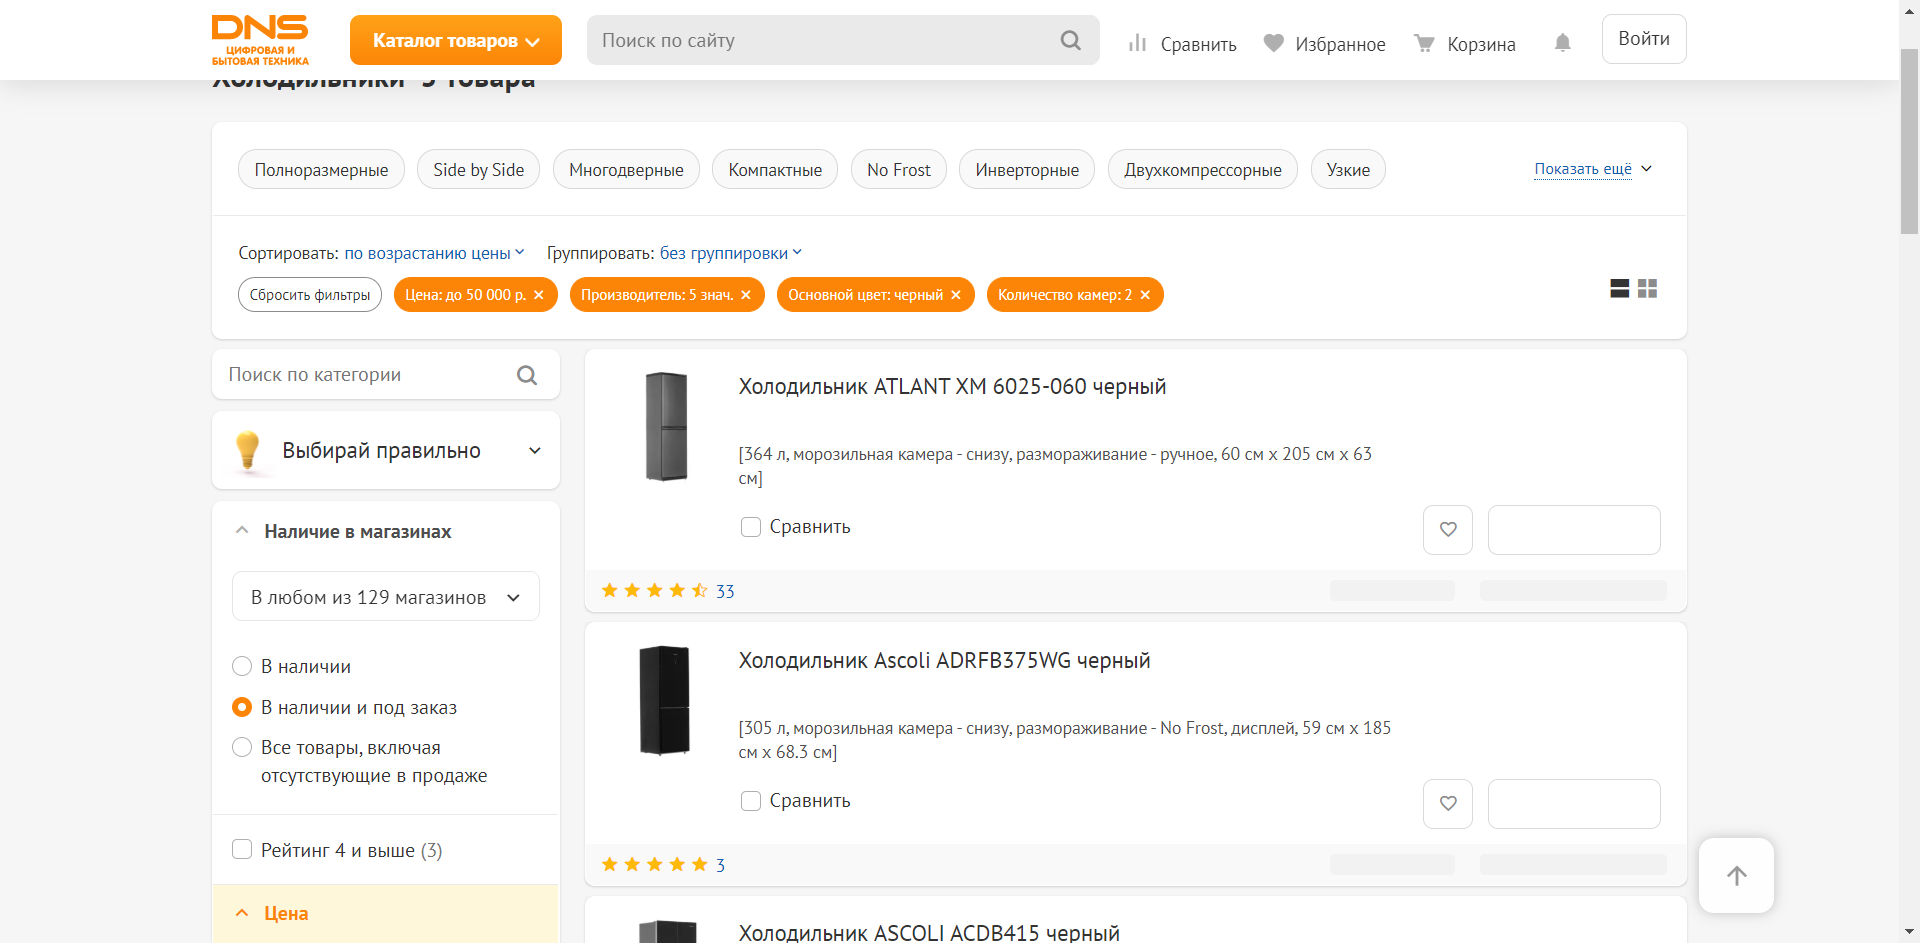 DNS
ЦИФРОВАЯ И
БЫТОВАЯ ТЕХНИКА
Каталог товаров
Поиск по сайту
Сравнить
Избранное
Корзина
Войти
Холодильники 3 товара
Полноразмерные
Side by Side
Многодверные
Компактные
No Frost
Инверторные
Двухкомпрессорные
Узкие
Показать ещё
Сортировать: по возрастанию цены
Группировать: без группировки
Сбросить фильтры
Цена: до 50 000 р.
Производитель: 5 знач.
Основной цвет: черный
Количество камер: 2
Поиск по категории
Выбирай правильно
Наличие в магазинах
В любом из 129 магазинов
В наличии
В наличии и под заказ
Все товары, включая
отсутствующие в продаже
Рейтинг 4 и выше (3)
Цена
Холодильник ATLANT ХМ 6025-060 черный
[364 л, морозильная камера - снизу, размораживание - ручное, 60 см x 205 см x 63
см]
Сравнить
33
Холодильник Ascoli ADRFB375WG черный
[305 л, морозильная камера - снизу, размораживание - No Frost, дисплей, 59 см x 185
см x 68.3 см]
Сравнить
3
Холодильник ASCOLI ACDB415 черный